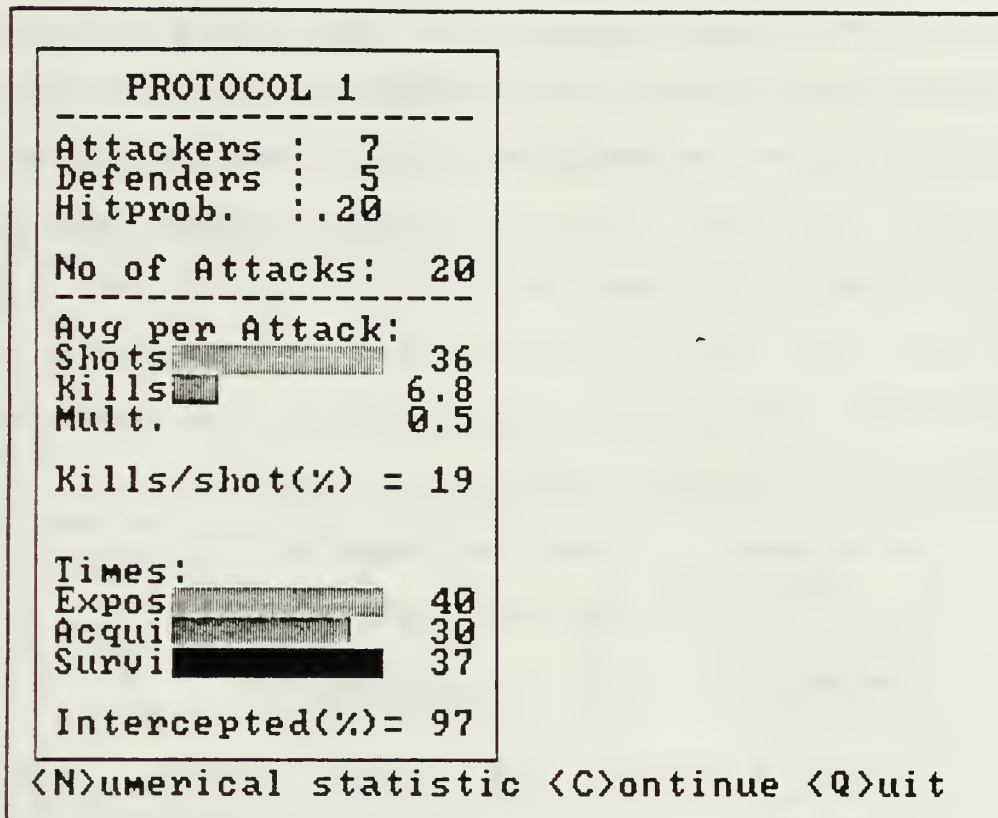 PROTOCOL 1
Attackers : 7
Defenders : 5
Hitprob. :.20
No of Attacks: 20
Avg per Attack:
Shots 36
Kills 6.8
Mult. 0.5
Kills/shot(%) = 19
Times:
Expos 40
Acqui 30
Survi 37
Intercepted(%)= 97
<N>umerical statistic <C>ontinue <Q>uit